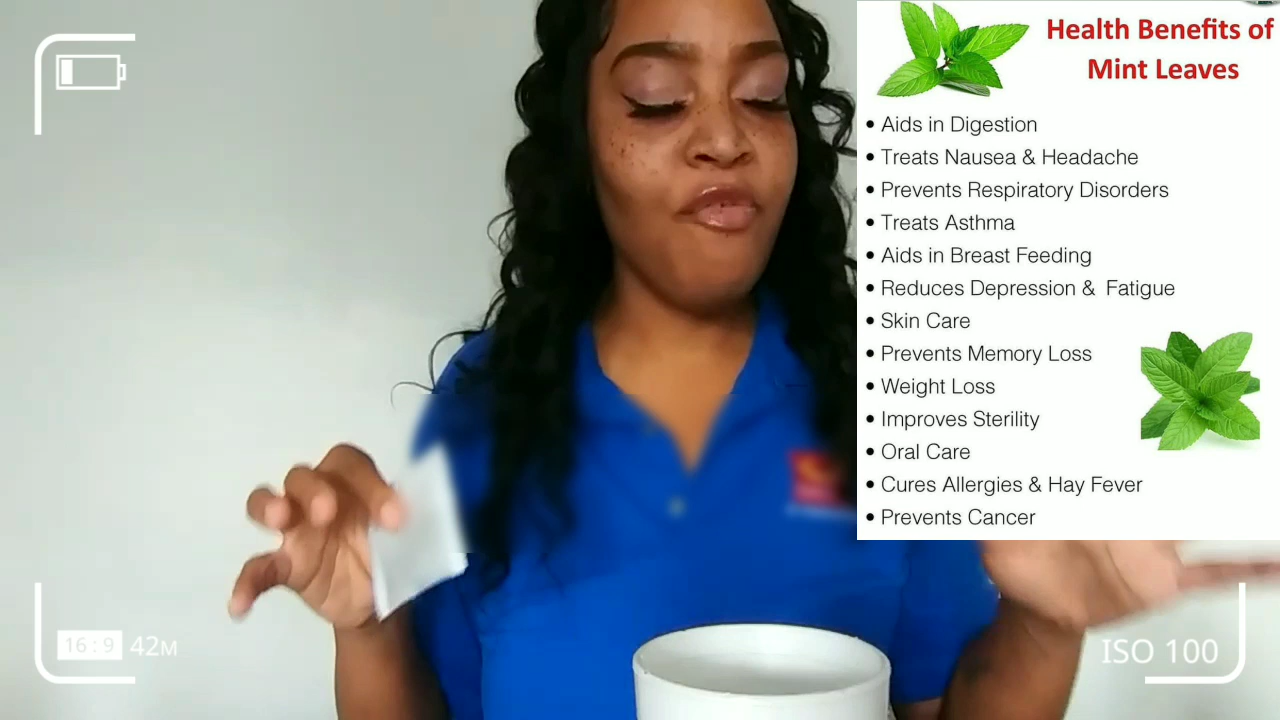 Health Benefits of
Mint Leaves
• Aids in Digestion
• Treats Nausea & Headache
• Prevents Respiratory Disorders
• Treats Asthma
• Aids in Breast Feeding
• Reduces Depression & Fatigue
• Skin Care
• Prevents Memory Loss
• Weight Loss
• Improves Sterility
• Oral Care
• Cures Allergies & Hay Fever
• Prevents Cancer
16:9 42M
ISO 100